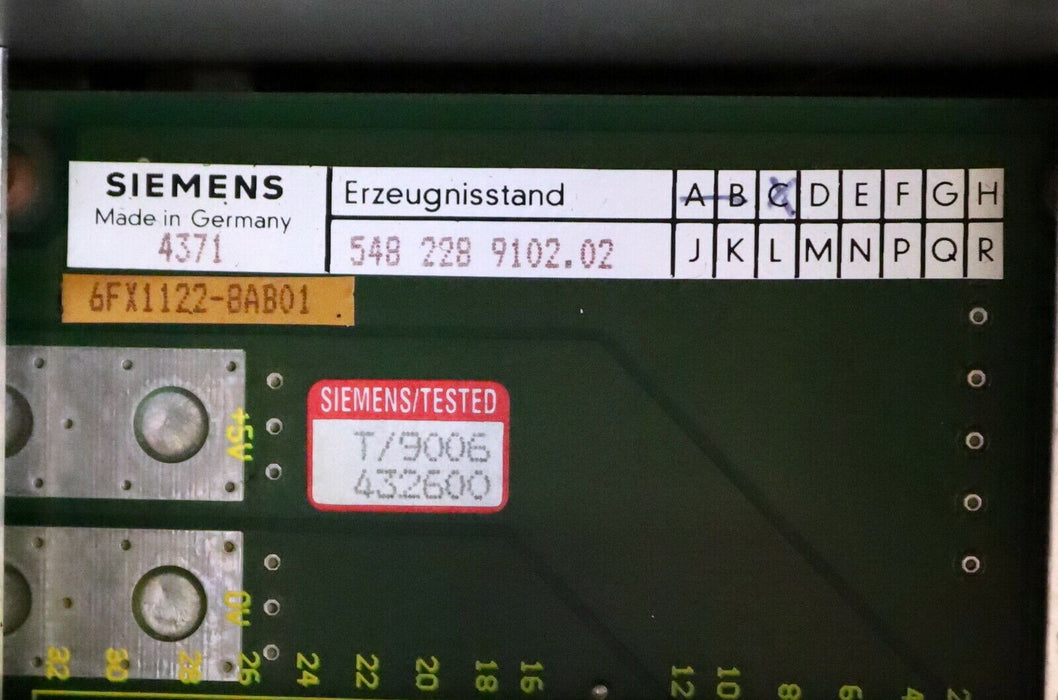 SIEMENS
Made in Germany
4371
Erzeugnisstand
548 228 9102.02
A B C D E F G H
J K L M N P Q R
6FX1122-8AB01
SIEMENS/TESTED
T/9006
432600
+5V
0V
32 30 28 26 24 22 20 18 16 12 10 8 6 4